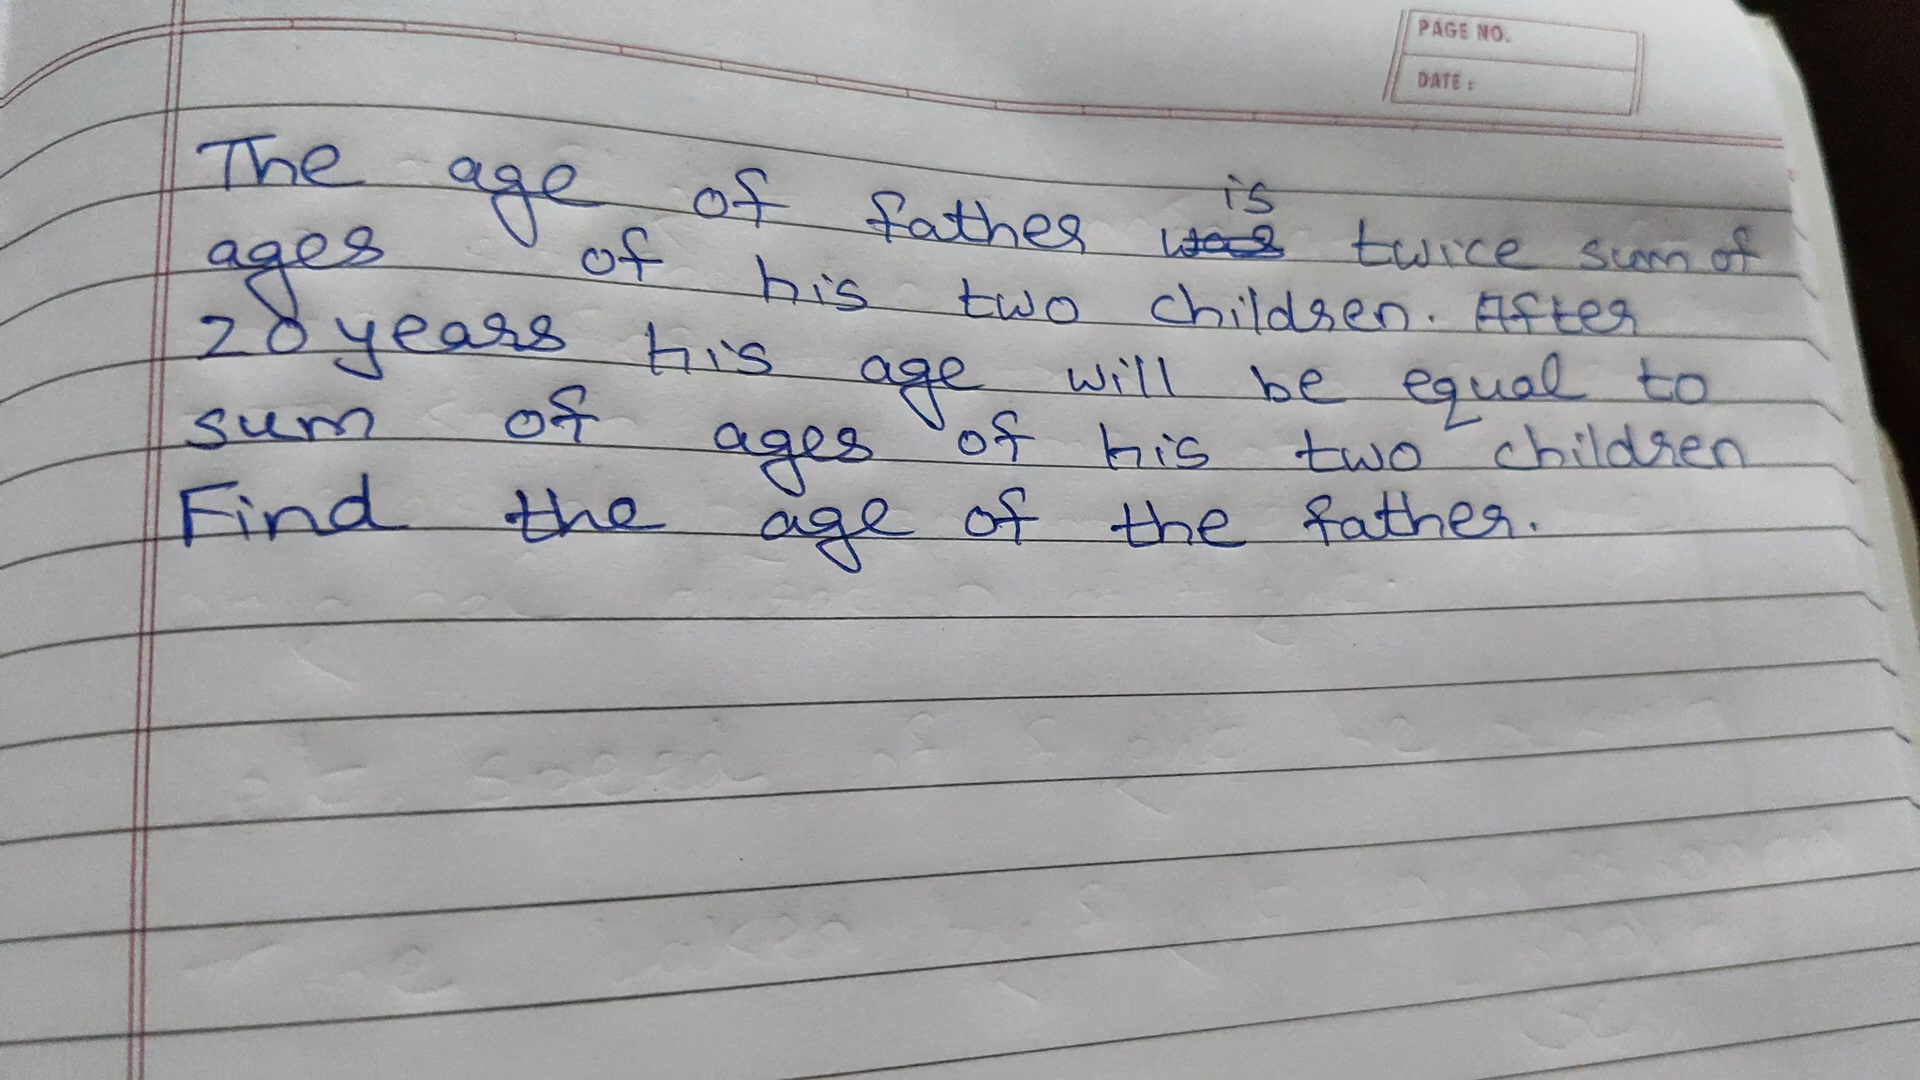 PAGE NO.
DATE :
The age of father was is twice sum of
ages of his two children. After
20 years his age will be equal to
sum of ages of his two children
Find the age of the father.